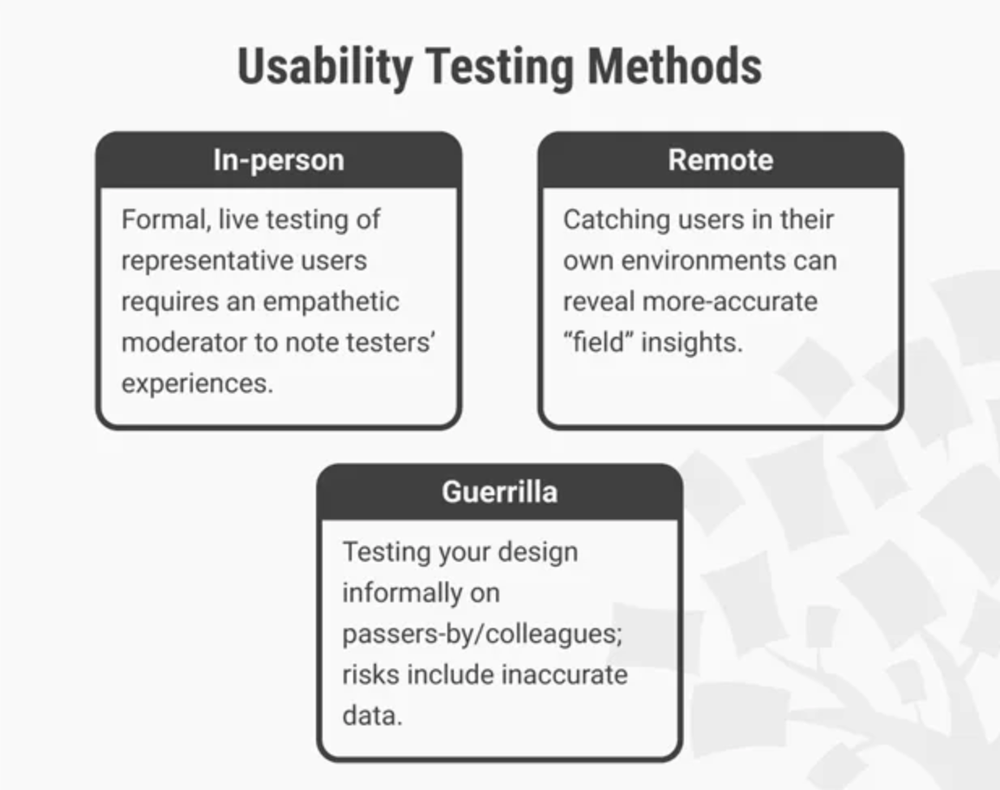 Usability Testing Methods
In-person
Formal, live testing of
representative users
requires an empathetic
moderator to note testers’
experiences.
Remote
Catching users in their
own environments can
reveal more-accurate
“field” insights.
Guerrilla
Testing your design
informally on
passers-by/colleagues;
risks include inaccurate
data.